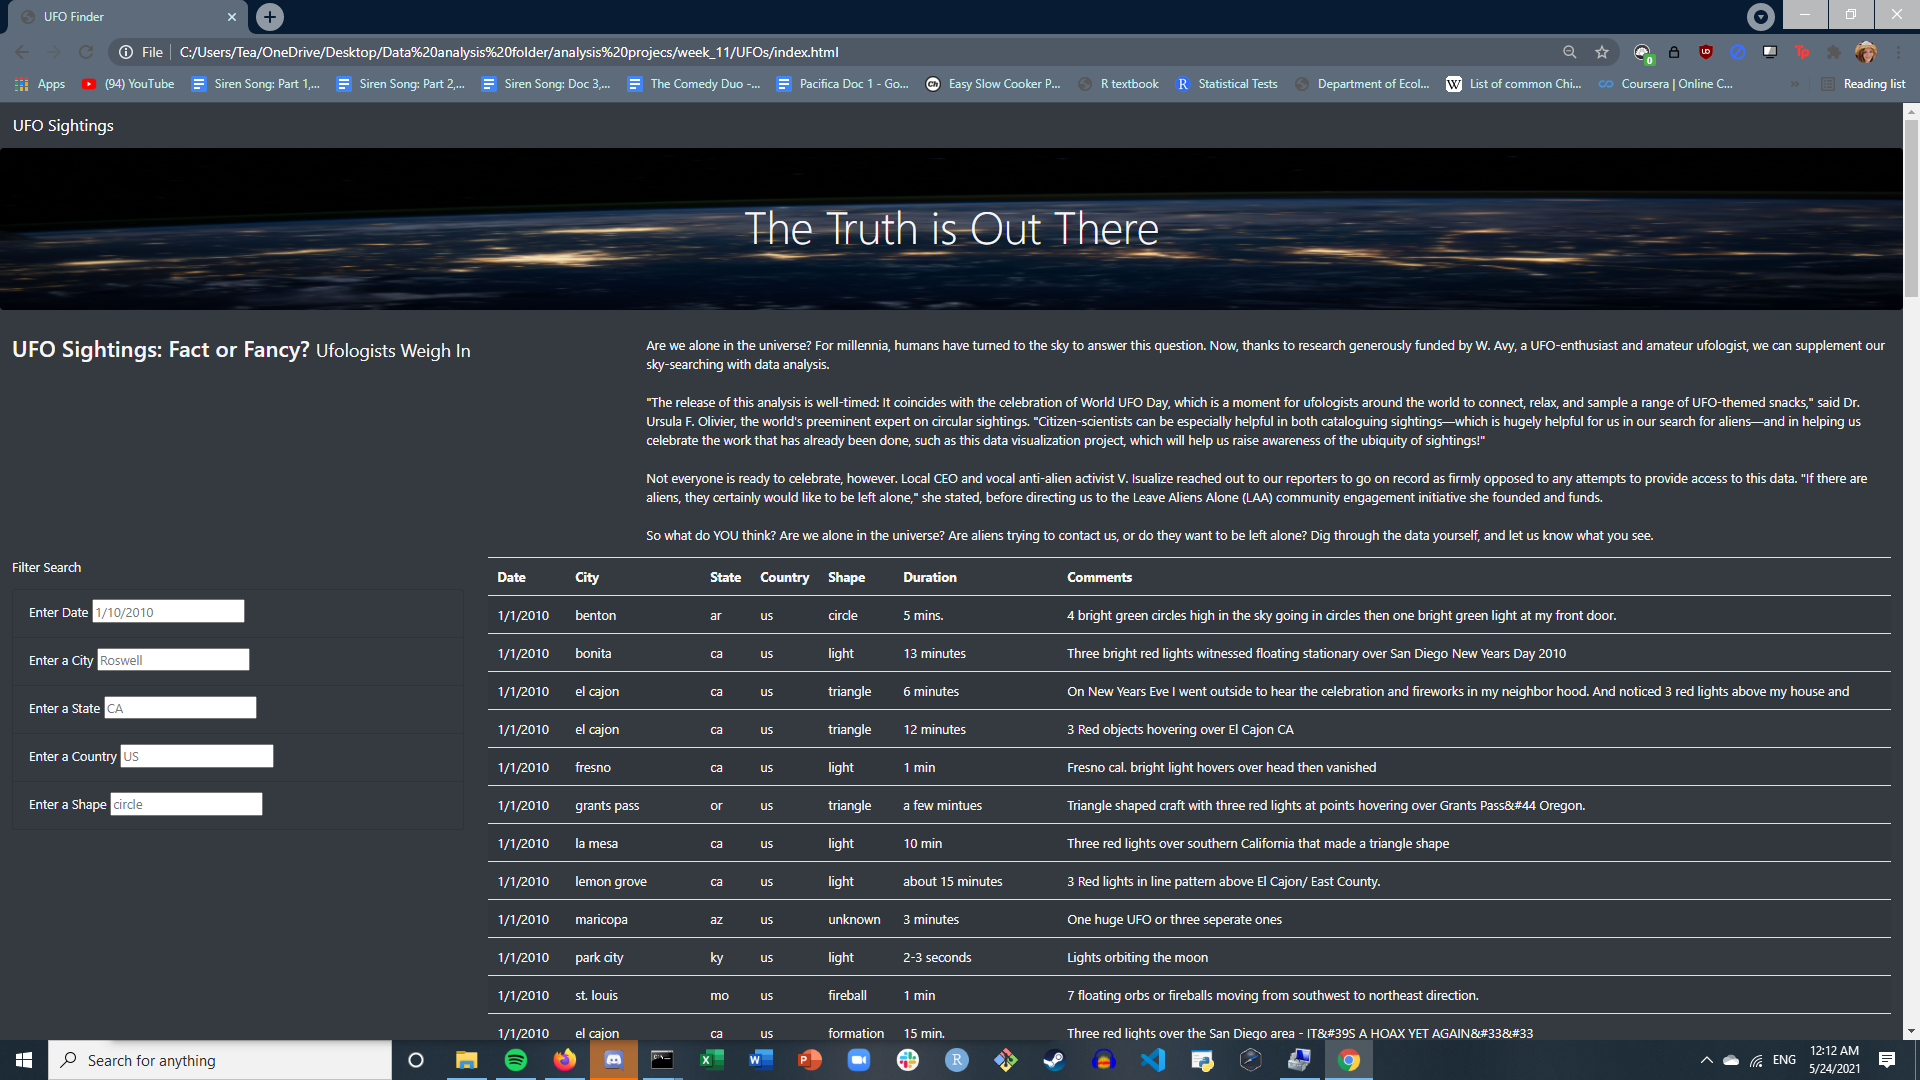 UFO Finder
File C:/Users/Tea/OneDrive/Desktop/Data%20analysis%20folder/analysis%20projecs/week_11/UFOs/index.html
0 UD Tp
Apps (94) YouTube Siren Song: Part 1,... Siren Song: Part 2,... Siren Song: Doc 3,... The Comedy Duo -... Pacifica Doc 1 - Go... Ch Easy Slow Cooker P... R textbook R Statistical Tests Department of Ecol... W List of common Chi... Coursera | Online C... » Reading list
UFO Sightings
The Truth is Out There
UFO Sightings: Fact or Fancy? Ufologists Weigh In
Are we alone in the universe? For millennia, humans have turned to the sky to answer this question. Now, thanks to research generously funded by W. Avy, a UFO-enthusiast and amateur ufologist, we can supplement our
sky-searching with data analysis.
"The release of this analysis is well-timed: It coincides with the celebration of World UFO Day, which is a moment for ufologists around the world to connect, relax, and sample a range of UFO-themed snacks," said Dr.
Ursula F. Olivier, the world's preeminent expert on circular sightings. "Citizen-scientists can be especially helpful in both cataloguing sightings—which is hugely helpful for us in our search for aliens—and in helping us
celebrate the work that has already been done, such as this data visualization project, which will help us raise awareness of the ubiquity of sightings!"
Not everyone is ready to celebrate, however. Local CEO and vocal anti-alien activist V. Isualize reached out to our reporters to go on record as firmly opposed to any attempts to provide access to this data. "If there are
aliens, they certainly would like to be left alone," she stated, before directing us to the Leave Aliens Alone (LAA) community engagement initiative she founded and funds.
So what do YOU think? Are we alone in the universe? Are aliens trying to contact us, or do they want to be left alone? Dig through the data yourself, and let us know what you see.
Filter Search
Enter Date 1/10/2010
Enter a City Roswell
Enter a State CA
Enter a Country US
Enter a Shape circle
Date City State Country Shape Duration Comments
1/1/2010 benton ar us circle 5 mins. 4 bright green circles high in the sky going in circles then one bright green light at my front door.
1/1/2010 bonita ca us light 13 minutes Three bright red lights witnessed floating stationary over San Diego New Years Day 2010
1/1/2010 el cajon ca us triangle 6 minutes On New Years Eve I went outside to hear the celebration and fireworks in my neighbor hood. And noticed 3 red lights above my house and
1/1/2010 el cajon ca us triangle 12 minutes 3 Red objects hovering over El Cajon CA
1/1/2010 fresno ca us light 1 min Fresno cal. bright light hovers over head then vanished
1/1/2010 grants pass or us triangle a few mintues Triangle shaped craft with three red lights at points hovering over Grants Pass&#44 Oregon.
1/1/2010 la mesa ca us light 10 min Three red lights over southern California that made a triangle shape
1/1/2010 lemon grove ca us light about 15 minutes 3 Red lights in line pattern above El Cajon/ East County.
1/1/2010 maricopa az us unknown 3 minutes One huge UFO or three seperate ones
1/1/2010 park city ky us light 2-3 seconds Lights orbiting the moon
1/1/2010 st. louis mo us fireball 1 min 7 floating orbs or fireballs moving from southwest to northeast direction.
1/1/2010 el cajon ca us formation 15 min. Three red lights over the San Diego area - IT&#39S A HOAX YET AGAIN&#33&#33
Search for anything
ENG
12:12 AM
5/24/2021